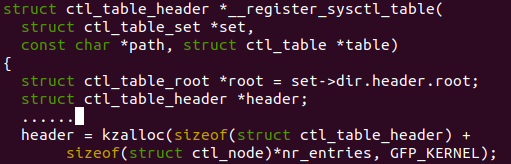 struct ctl_table_header *__register_sysctl_table(
  struct ctl_table_set *set,
  const char *path, struct ctl_table *table)
{
  struct ctl_table_root *root = set->dir.header.root;
  struct ctl_table_header *header;
  ......
  header = kzalloc(sizeof(struct ctl_table_header) +
      sizeof(struct ctl_node)*nr_entries, GFP_KERNEL);